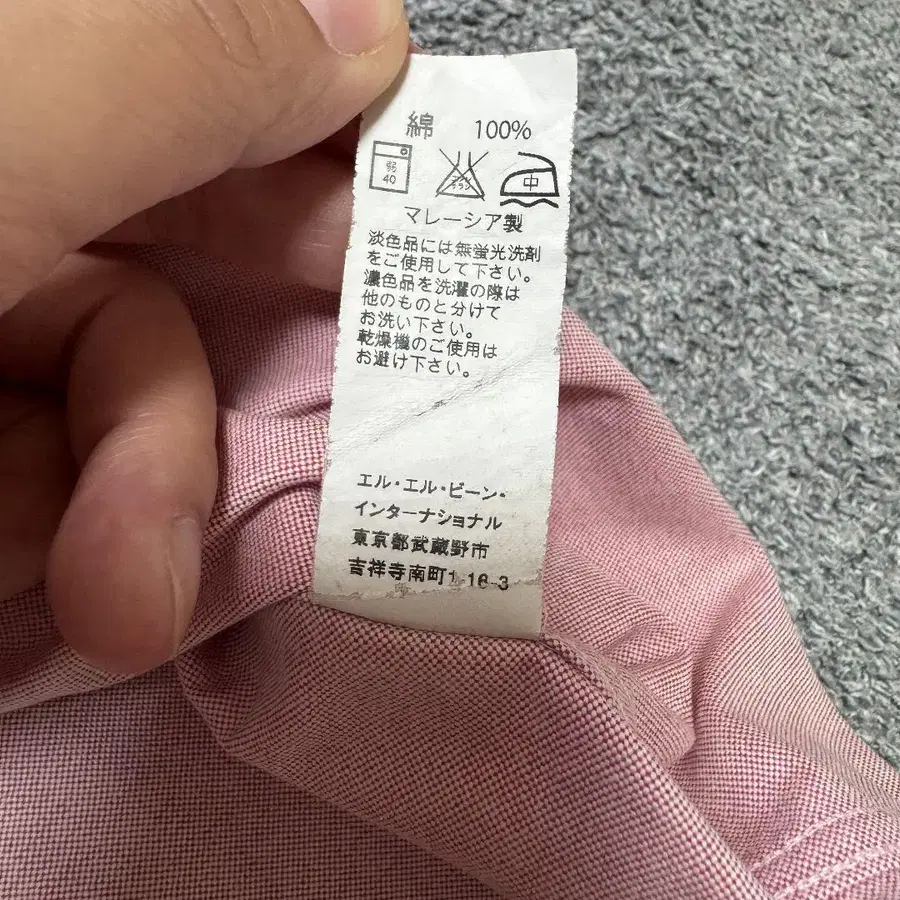 綿 100%
弱
40
中
マレーシア製
淡色品には無蛍光洗剤
をご使用して下さい。
濃色品を洗濯の際は
他のものと分けて
お洗い下さい。
乾燥機のご使用は
お避け下さい。
エル・エル・ビーン・
インターナショナル
東京都武蔵野市
吉祥寺南町1-16-3